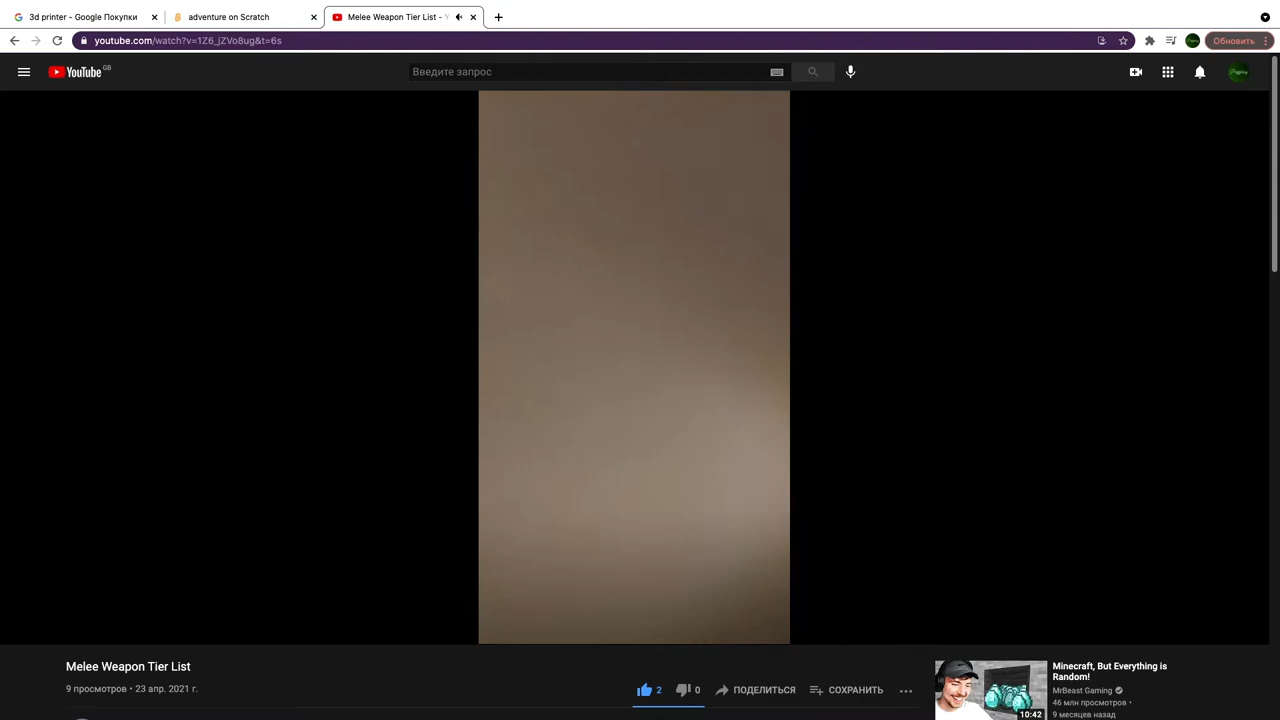 3d printer - Google Покупки
adventure on Scratch
Melee Weapon Tier List - Y
youtube.com/watch?v=1Z6_jZVo8ug&t=6s
Обновить
YouTube GB
Введите запрос
Melee Weapon Tier List
9 просмотров • 23 апр. 2021 г.
2
0
ПОДЕЛИТЬСЯ
СОХРАНИТЬ
10:42
Minecraft, But Everything is
Random!
MrBeast Gaming
46 млн просмотров •
9 месяцев назад